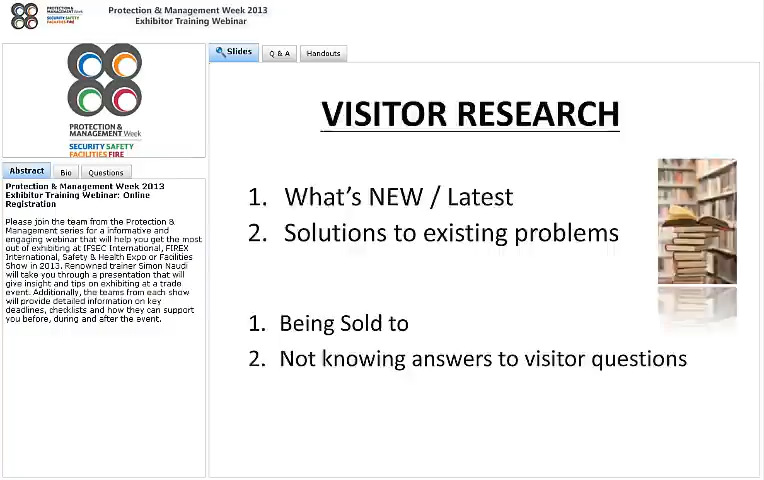 PROTECTION &
MANAGEMENT Week
SECURITY SAFETY
FACILITIES FIRE
Protection & Management Week 2013
Exhibitor Training Webinar
PROTECTION &
MANAGEMENT Week
SECURITY SAFETY
FACILITIES FIRE
Abstract
Bio
Questions
Protection & Management Week 2013
Exhibitor Training Webinar: Online
Registration
Please join the team from the Protection &
Management series for a informative and
engaging webinar that will help you get the most
out of exhibiting at IFSEC International, FIREX
International, Safety & Health Expo or Facilities
Show in 2013. Renowned trainer Simon Naudi
will take you through a presentation that will
give insight and tips on exhibiting at a trade
event. Additionally, the teams from each show
will provide detailed information on key
deadlines, checklists and how they can support
you before, during and after the event.
Slides
Q & A
Handouts
VISITOR RESEARCH
1. What's NEW / Latest
2. Solutions to existing problems
1. Being Sold to
2. Not knowing answers to visitor questions